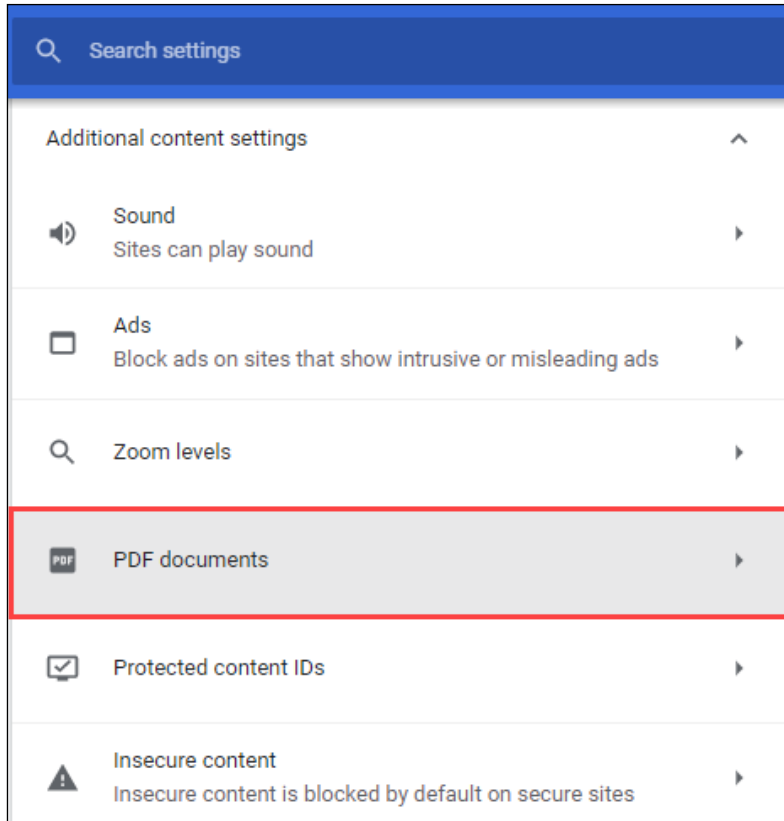 Search settings
Additional content settings
Sound
Sites can play sound
Ads
Block ads on sites that show intrusive or misleading ads
Zoom levels
PDF
PDF documents
Protected content IDs
Insecure content
Insecure content is blocked by default on secure sites